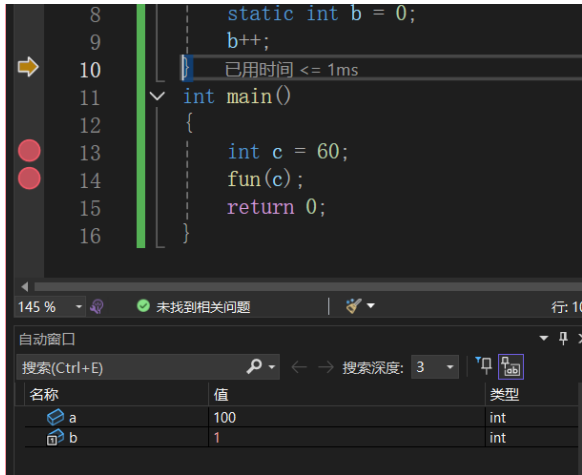 8 static int b = 0;
9 b++;
10 } 已用时间 <= 1ms
11 int main()
12 {
13 int c = 60;
14 fun(c);
15 return 0;
16 }
145 % 未找到相关问题 行: 10
自动窗口
搜索(Ctrl+E) 搜索深度: 3
名称 值 类型
a 100 int
b 1 int